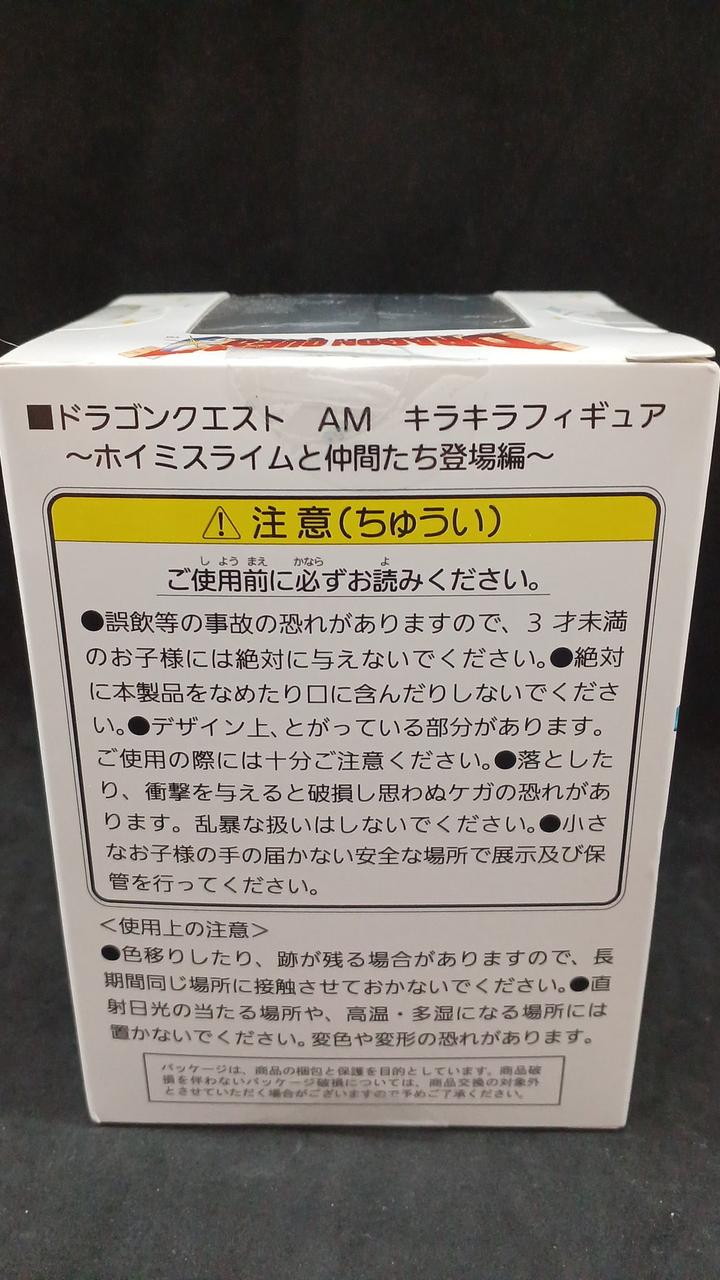 DRAGON QUEST
■ドラゴンクエスト AM キラキラフィギュア
～ホイミスライムと仲間たち登場編～
⚠注意(ちゅうい)
しようまえ かなら よ
ご使用前に必ずお読みください。
●誤飲等の事故の恐れがありますので、3才未満
のお子様には絶対に与えないでください。●絶対
に本製品をなめたり口に含んだりしないでくださ
い。●デザイン上、とがっている部分があります。
ご使用の際には十分ご注意ください。●落とした
り、衝撃を与えると破損し思わぬケガの恐れがあ
ります。乱暴な扱いはしないでください。●小さ
なお子様の手の届かない安全な場所で展示及び保
管を行ってください。
＜使用上の注意＞
●色移りしたり、跡が残る場合がありますので、長
期間同じ場所に接触させておかないでください。●直
射日光の当たる場所や、高温・多湿になる場所には
置かないでください。変色や変形の恐れがあります。
パッケージは、商品の梱包と保護を目的としています。商品破
損を伴わないパッケージ破損については、商品交換の対象外
とさせていただく場合がございますので予めご了承ください。